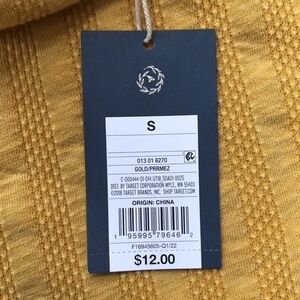 S
013 01 6270
GOLD/PRRMEZ
C-000444-01-014 UTIB_50A01-0025
DIST. BY TARGET CORPORATION MPLS, MN 55403
©2018 TARGET BRANDS, INC. SHOP TARGET.COM
ORIGIN: CHINA
1 95995 79646 2
F16945605-Q1/22
$12.00